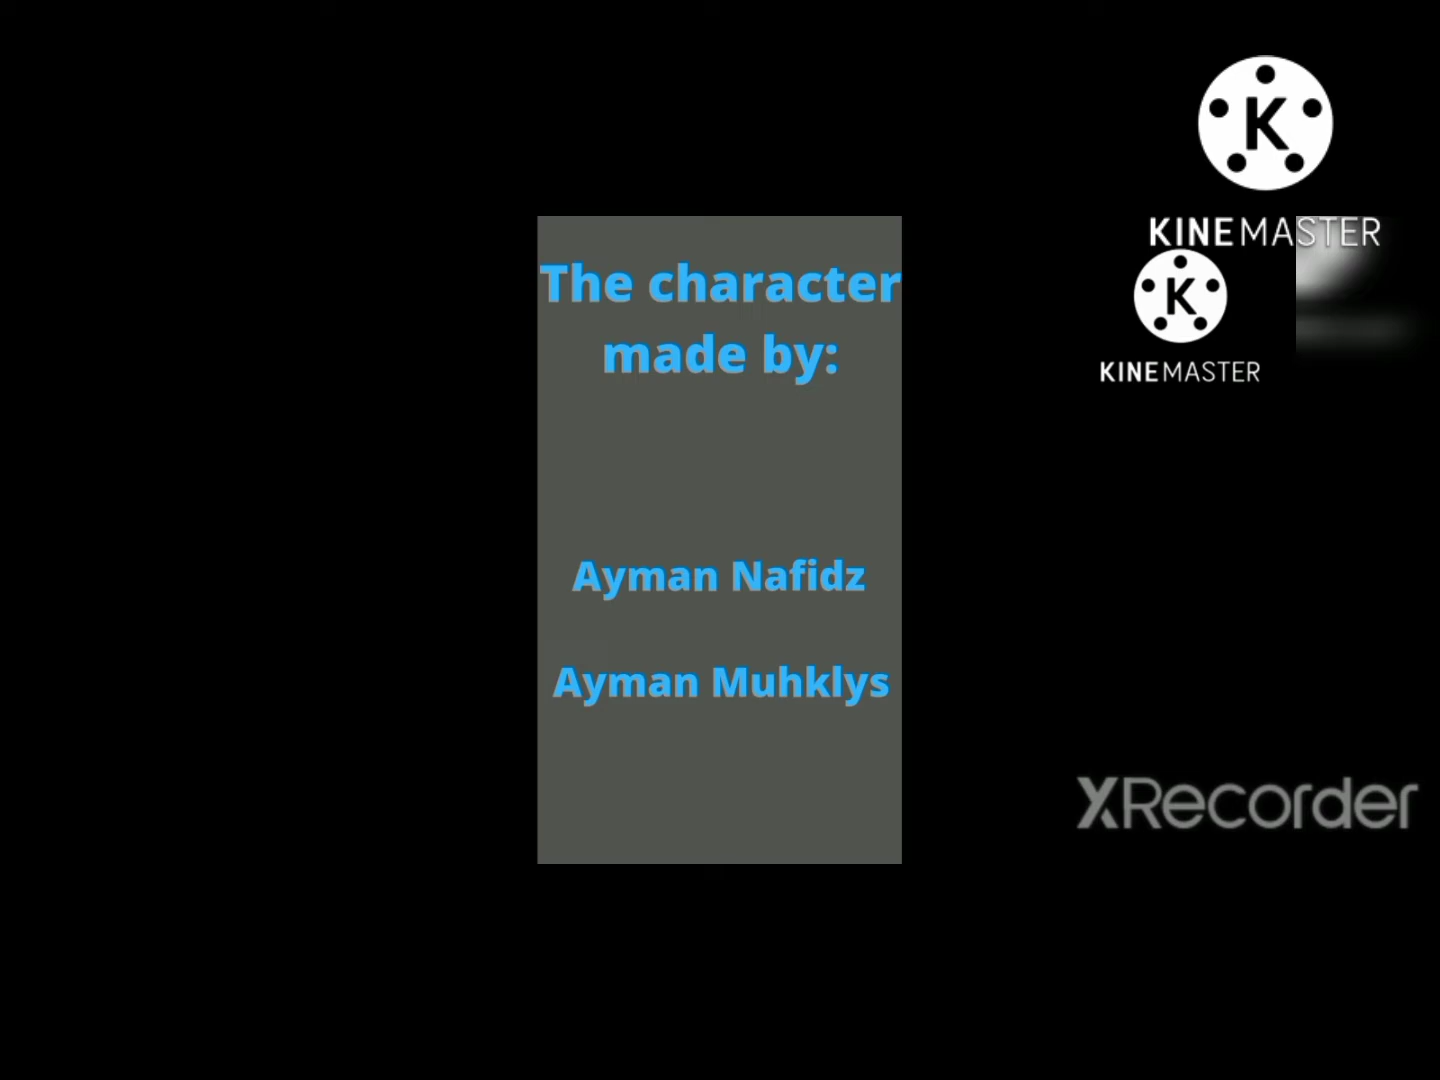 K
KINEMASTER
The character
made by:
K
KINEMASTER
Ayman Nafidz
Ayman Muhklys
XRecorder